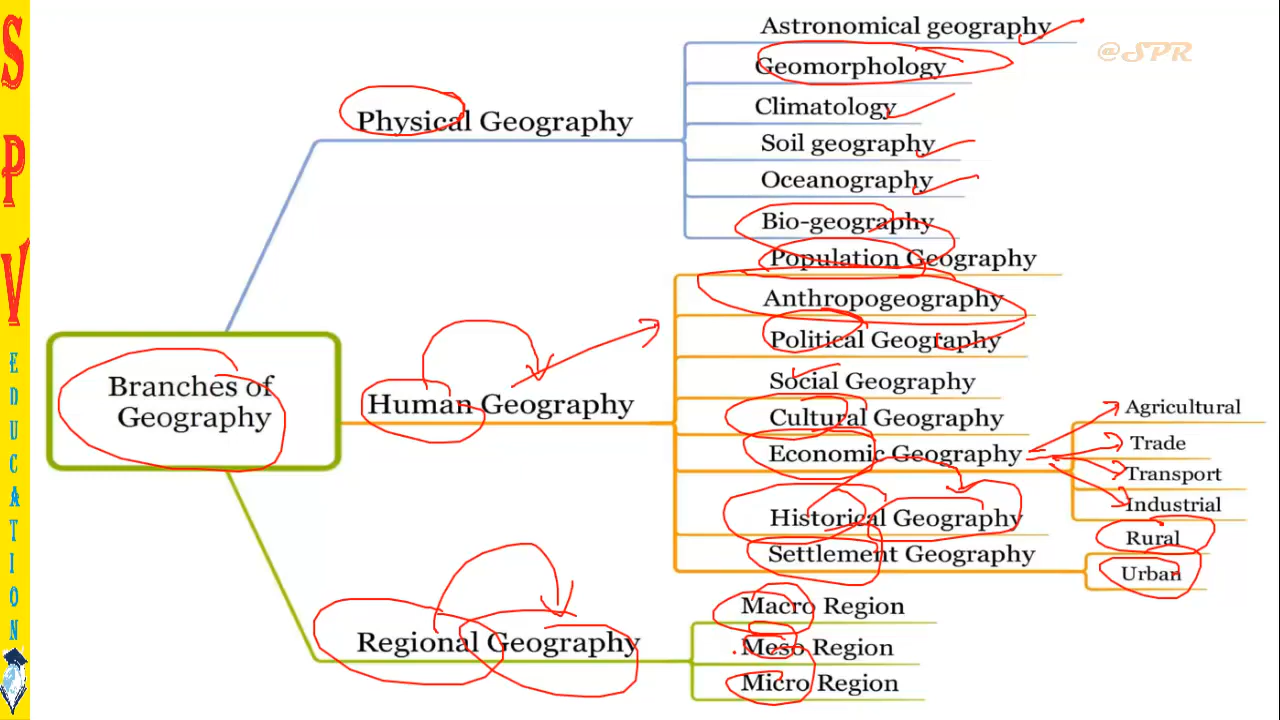 S
P
V
EDUCATION
@SPR
Branches of
Geography
Physical Geography
Astronomical geography
Geomorphology
Climatology
Soil geography
Oceanography
Bio-geography
Human Geography
Population Geography
Anthropogeography
Political Geography
Social Geography
Cultural Geography
Economic Geography
Agricultural
Trade
Transport
Industrial
Historical Geography
Settlement Geography
Rural
Urban
Regional Geography
Macro Region
Meso Region
Micro Region